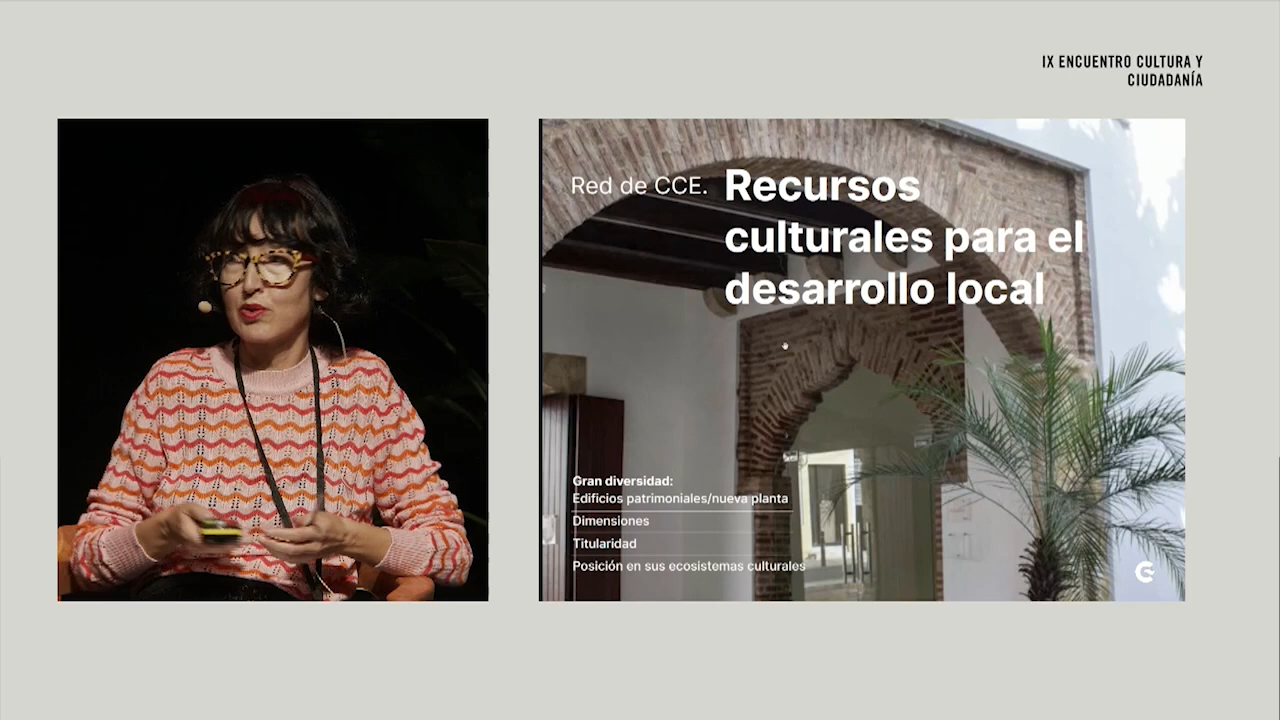 IX ENCUENTRO CULTURA Y
CIUDADANÍA
Red de CCE. Recursos
culturales para el
desarrollo local
Gran diversidad:
Edificios patrimoniales/nueva planta
Dimensiones
Titularidad
Posición en sus ecosistemas culturales